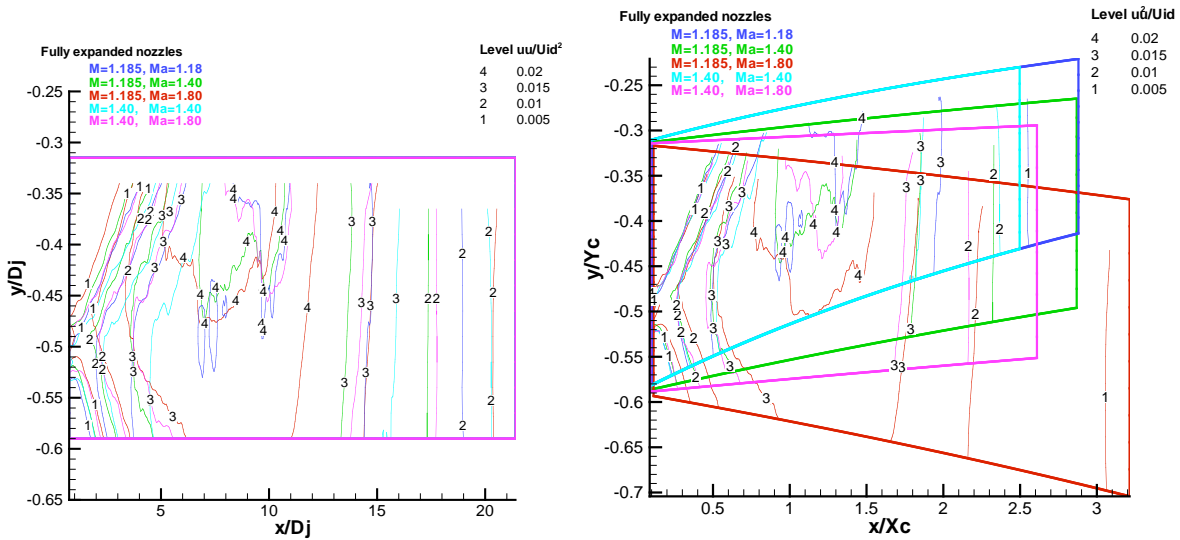 Fully expanded nozzles
M=1.185, Ma=1.18
M=1.185, Ma=1.40
M=1.185, Ma=1.80
M=1.40, Ma=1.40
M=1.40, Ma=1.80
Level uu/Uid²
4 0.02
3 0.015
2 0.01
1 0.005
y/Dj
-0.25
-0.3
-0.35
-0.4
-0.45
-0.5
-0.55
-0.6
-0.65
5 10 15 20
x/Dj
Fully expanded nozzles
M=1.185, Ma=1.18
M=1.185, Ma=1.40
M=1.185, Ma=1.80
M=1.40, Ma=1.40
M=1.40, Ma=1.80
4 0.02
3 0.015
2 0.01
1 0.005
y/Yc
-0.25
-0.3
-0.35
-0.4
-0.45
-0.5
-0.55
-0.6
-0.65
-0.7
0.5 1 1.5 2 2.5 3
x/Xc